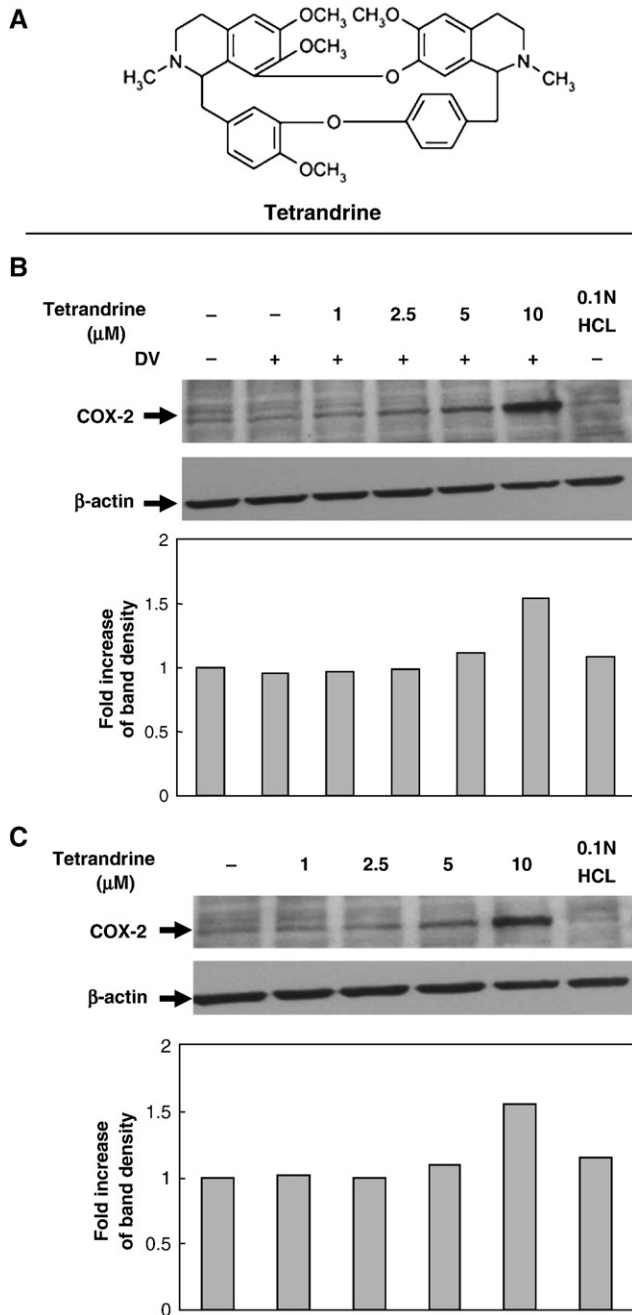 A
OCH₃ CH₃O
OCH₃
H₃C N O N CH₃
O
OCH₃
Tetrandrine
B
Tetrandrine (μM) – – 1 2.5 5 10 0.1N HCL
DV – + + + + + –
COX-2
β-actin
Fold increase of band density
2
1.5
1
0.5
0
C
Tetrandrine (μM) – 1 2.5 5 10 0.1N HCL
COX-2
β-actin
Fold increase of band density
2
1.5
1
0.5
0